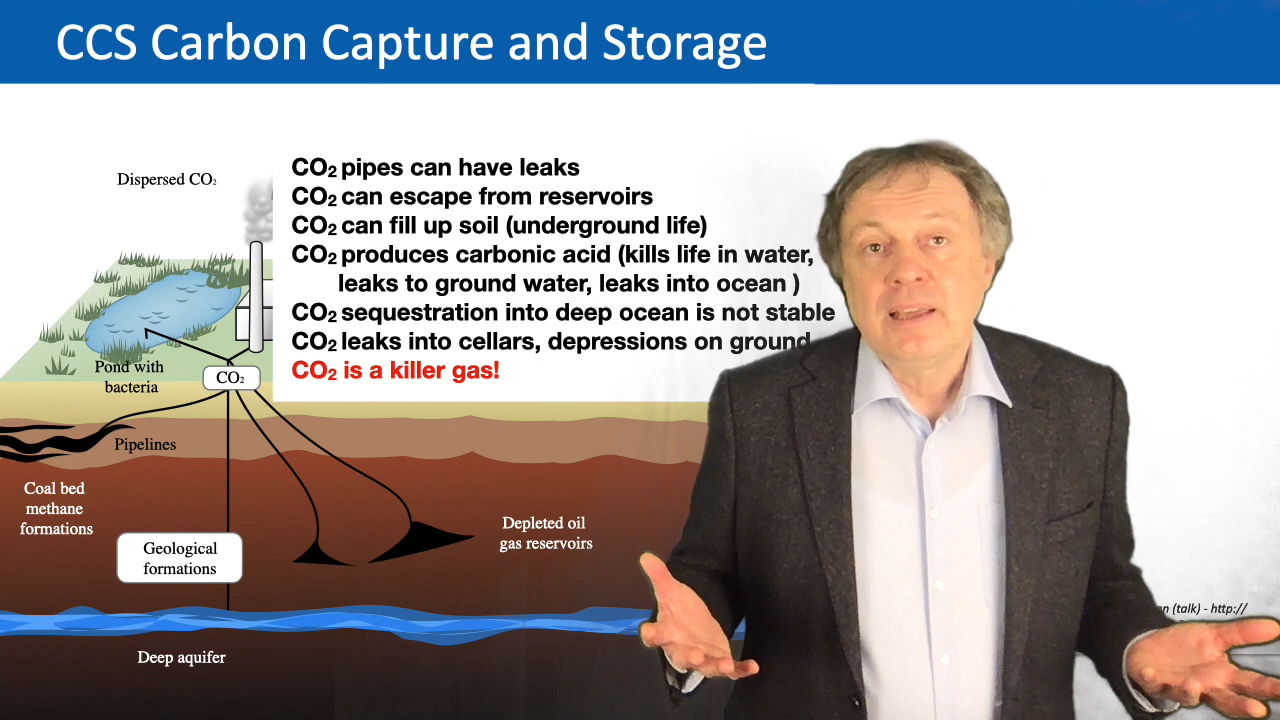 CCS Carbon Capture and Storage
Dispersed CO₂
CO₂ pipes can have leaks
CO₂ can escape from reservoirs
CO₂ can fill up soil (underground life)
CO₂ produces carbonic acid (kills life in water,
leaks to ground water, leaks into ocean )
CO₂ sequestration into deep ocean is not stable
CO₂ leaks into cellars, depressions on ground
CO₂ is a killer gas!
Pond with
bacteria
CO₂
Pipelines
Coal bed
methane
formations
Geological
formations
Depleted oil
gas reservoirs
Deep aquifer
(talk) - http://